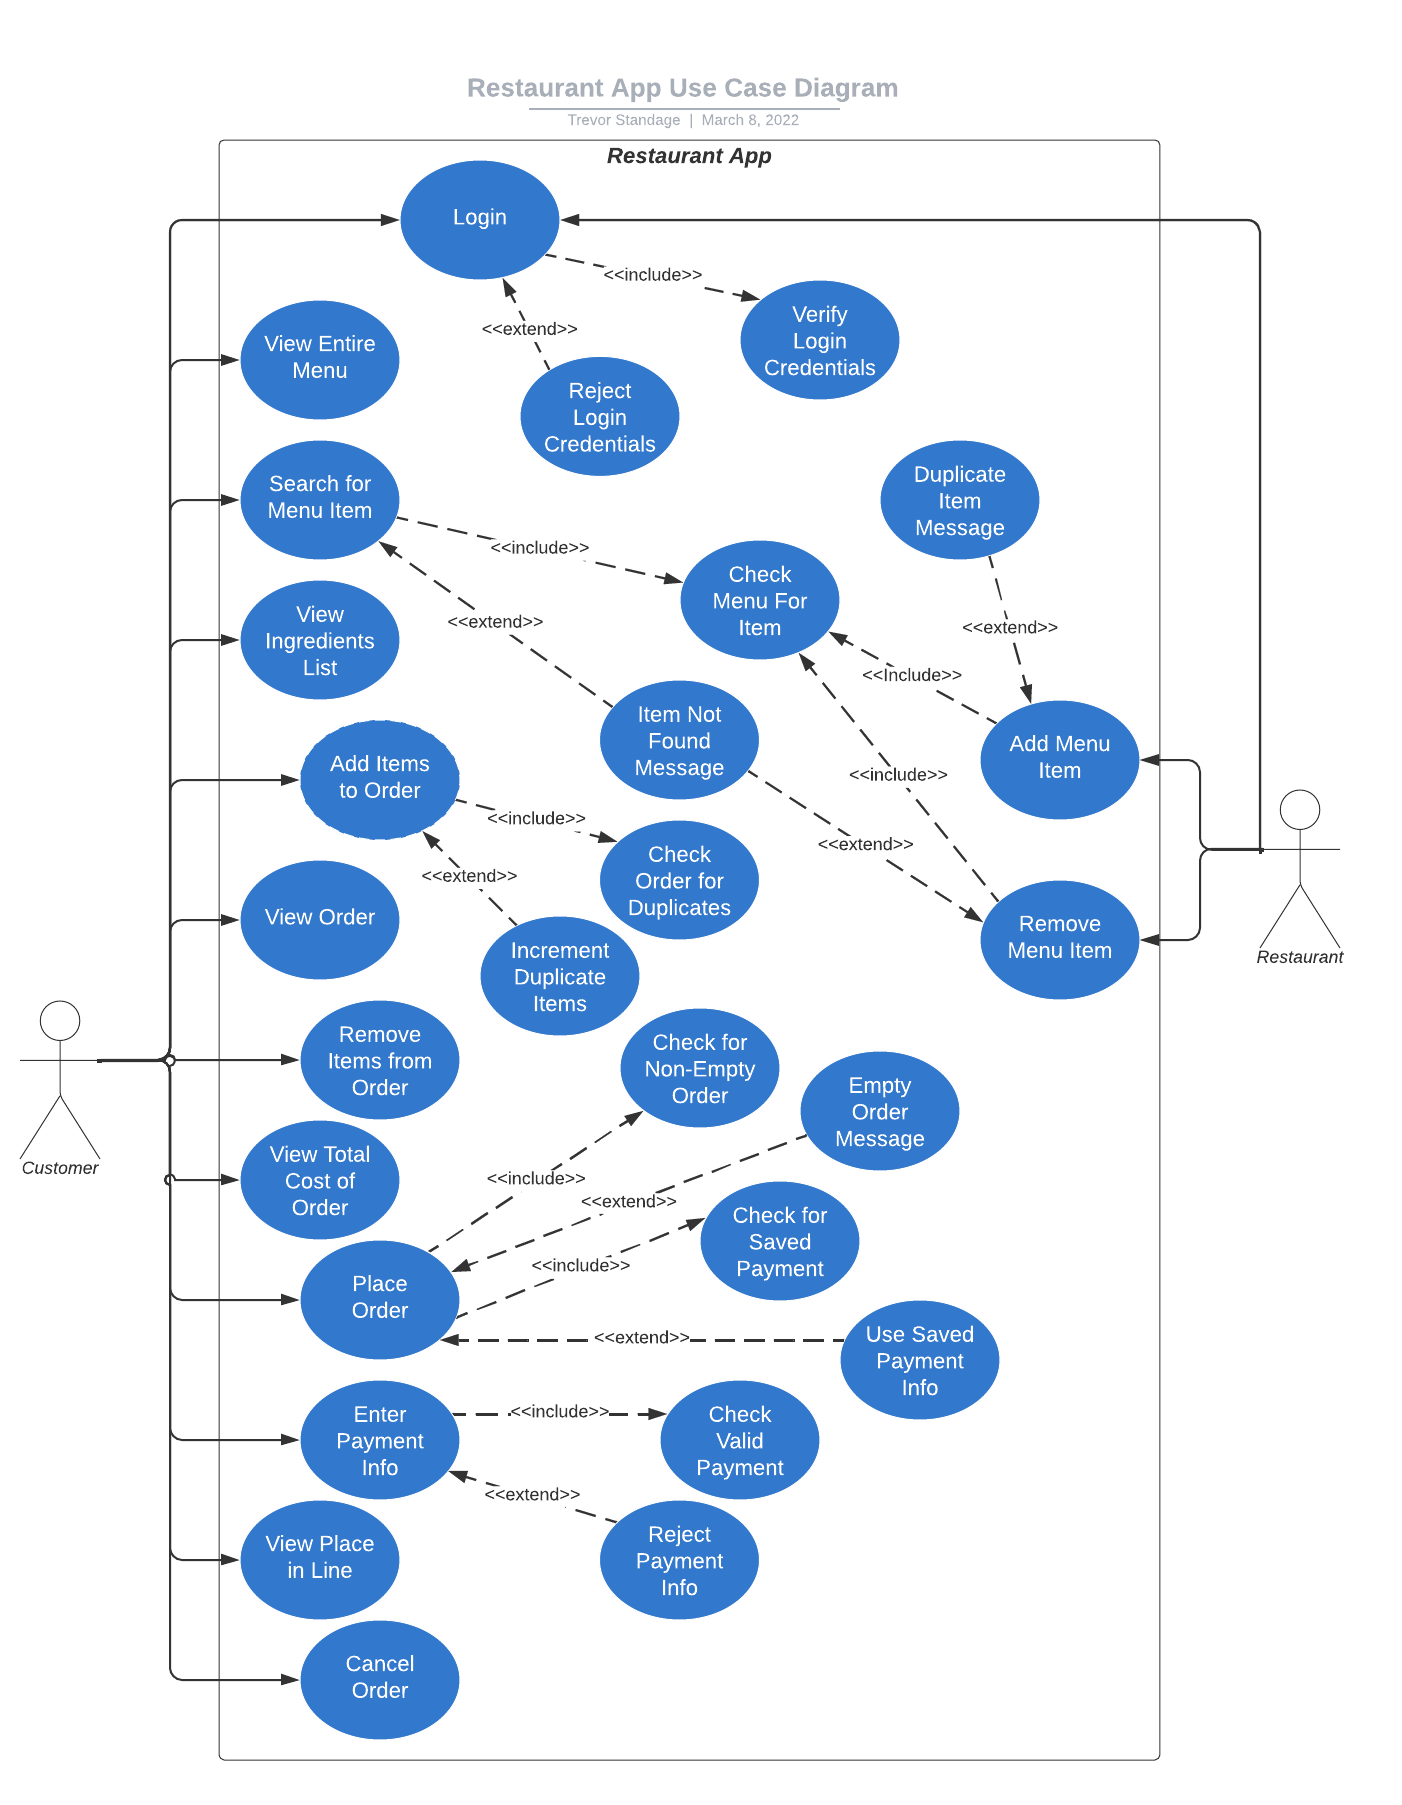 Restaurant App Use Case Diagram
Trevor Standage | March 8, 2022
Restaurant App
Login
<<include>>
Verify
Login
Credentials
<<extend>>
Reject
Login
Credentials
View Entire
Menu
Search for
Menu Item
<<include>>
Duplicate
Item
Message
Check
Menu For
Item
<<extend>>
<<extend>>
View
Ingredients
List
<<Include>>
Item Not
Found
Message
Add Menu
Item
Add Items
to Order
<<include>>
<<include>>
<<extend>>
Check
Order for
Duplicates
<<extend>>
View Order
Increment
Duplicate
Items
Remove
Menu Item
Restaurant
Remove
Items from
Order
Check for
Non-Empty
Order
Empty
Order
Message
Customer
View Total
Cost of
Order
<<include>>
<<extend>>
Check for
Saved
Payment
<<include>>
Place
Order
<<extend>>
Use Saved
Payment
Info
Enter
Payment
Info
<<include>>
Check
Valid
Payment
<<extend>>
Reject
Payment
Info
View Place
in Line
Cancel
Order